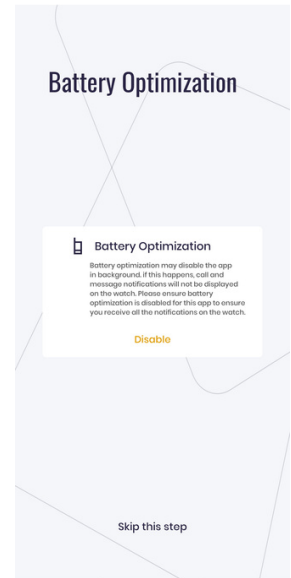 Battery Optimization
Battery Optimization
Battery optimization may disable the app
in background. if this happens, call and
message notifications will not be displayed
on the watch. Please ensure battery
optimization is disabled for this app to ensure
you receive all the notifications on the watch.
Disable
Skip this step